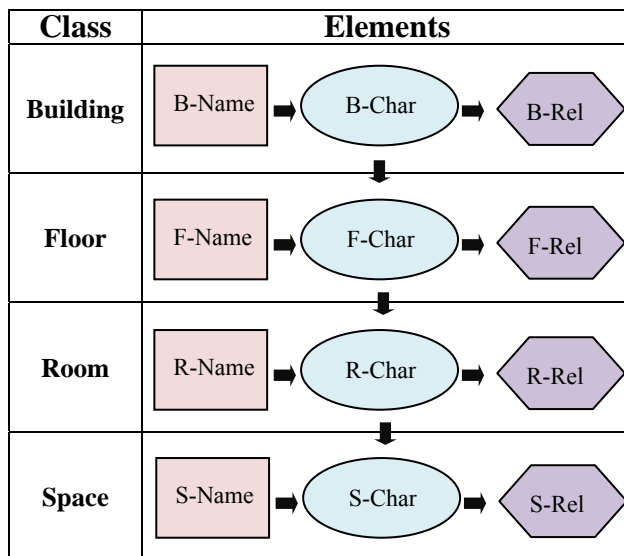 Class Elements
Building B-Name B-Char B-Rel
Floor F-Name F-Char F-Rel
Room R-Name R-Char R-Rel
Space S-Name S-Char S-Rel